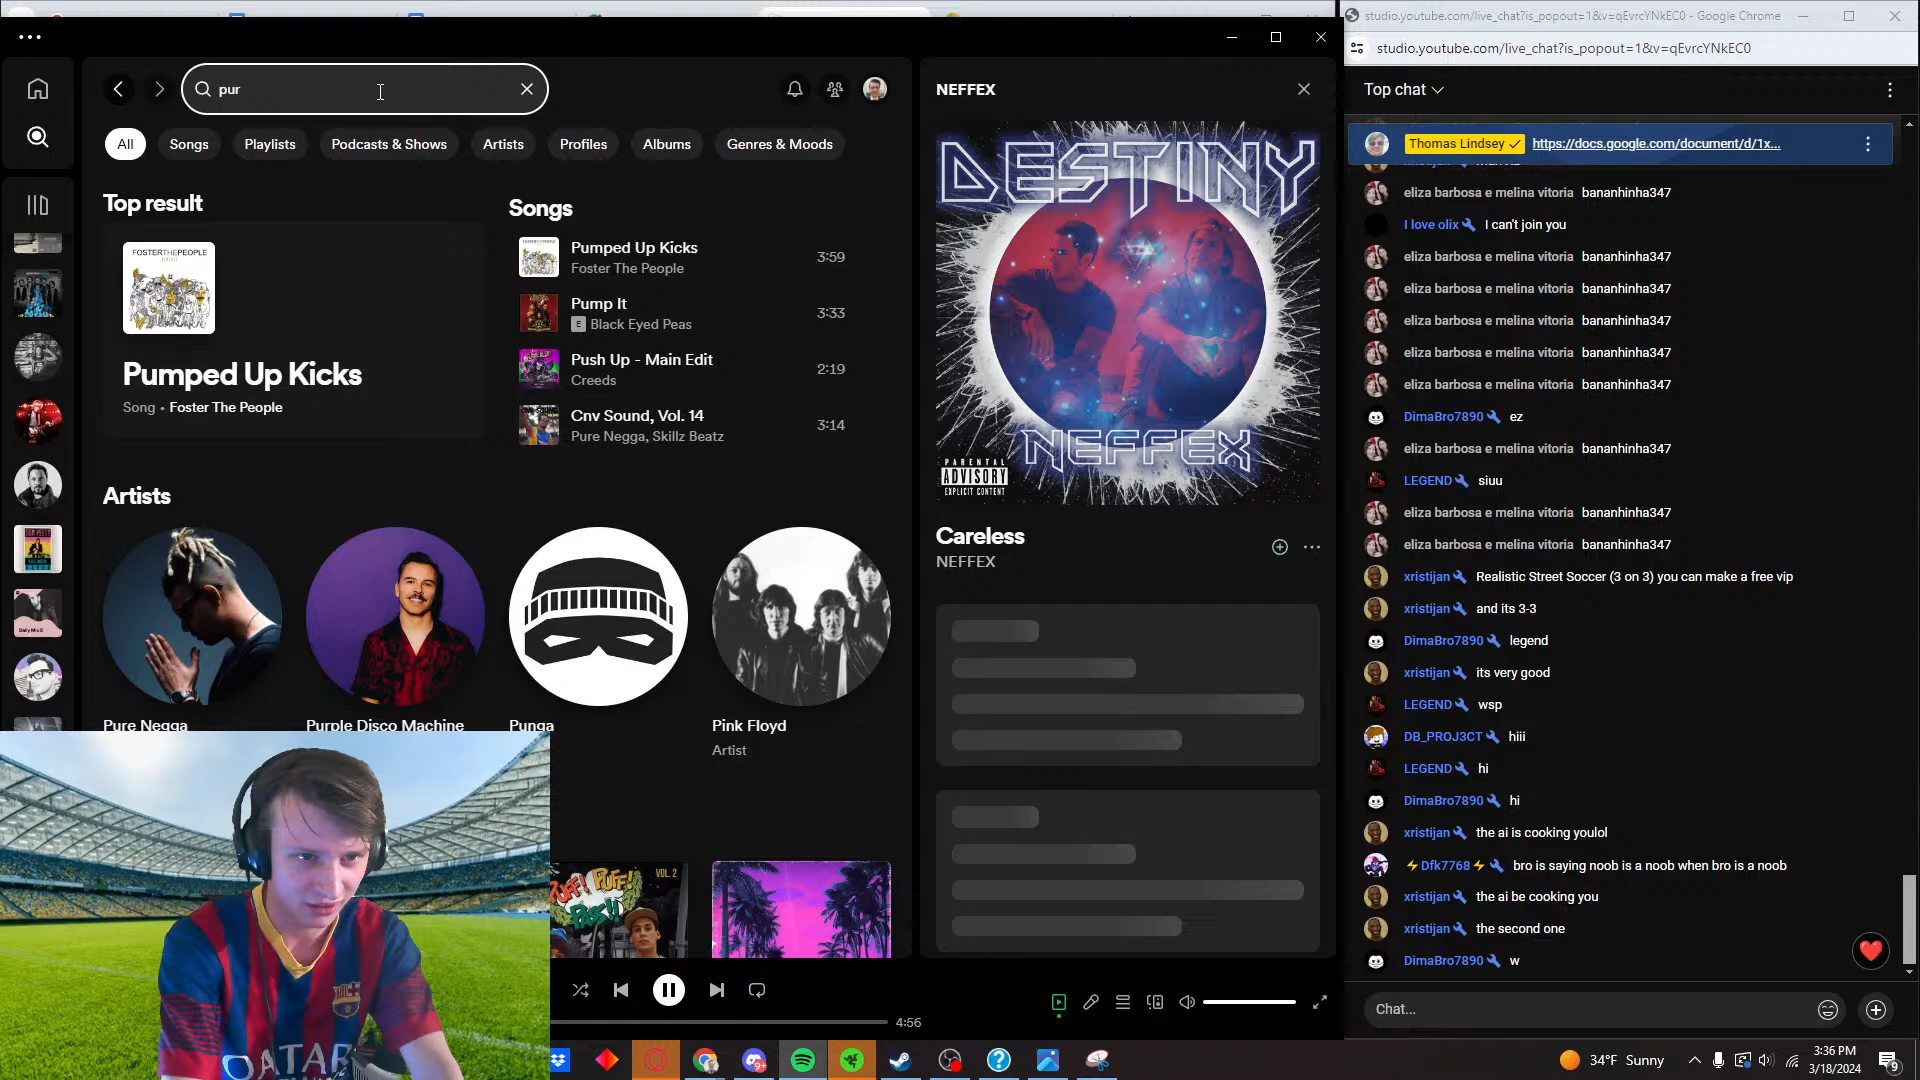 studio.youtube.com/live_chat?is_popout=1&v=qEvrcYNkEC0 - Google Chrome
studio.youtube.com/live_chat?is_popout=1&v=qEvrcYNkEC0
pur
All
Songs
Playlists
Podcasts & Shows
Artists
Profiles
Albums
Genres & Moods
Top result
FOSTERTHEPEOPLE
Pumped Up Kicks
Song • Foster The People
Songs
Pumped Up Kicks
Foster The People
3:59
Pump It
E Black Eyed Peas
3:33
Push Up - Main Edit
Creeds
2:19
Cnv Sound, Vol. 14
Pure Negga, Skillz Beatz
3:14
Artists
Pure Negga
Purple Disco Machine
Punga
Pink Floyd
Artist
PUFF! PUFF!
PASS!!
VOL. 2
QATAR
NEFFEX
DESTINY
NEFFEX
PARENTAL
ADVISORY
EXPLICIT CONTENT
Careless
NEFFEX
4:56
Top chat
Thomas Lindsey https://docs.google.com/document/d/1x...
eliza barbosa e melina vitoria bananhinha347
I love olix I can't join you
eliza barbosa e melina vitoria bananhinha347
eliza barbosa e melina vitoria bananhinha347
eliza barbosa e melina vitoria bananhinha347
eliza barbosa e melina vitoria bananhinha347
eliza barbosa e melina vitoria bananhinha347
DimaBro7890 ez
eliza barbosa e melina vitoria bananhinha347
LEGEND siuu
eliza barbosa e melina vitoria bananhinha347
eliza barbosa e melina vitoria bananhinha347
xristijan Realistic Street Soccer (3 on 3) you can make a free vip
xristijan and its 3-3
DimaBro7890 legend
xristijan its very good
LEGEND wsp
DB_PROJ3CT hiii
LEGEND hi
DimaBro7890 hi
xristijan the ai is cooking youlol
⚡Dfk7768⚡ bro is saying noob is a noob when bro is a noob
xristijan the ai be cooking you
xristijan the second one
DimaBro7890 w
Chat...
34°F Sunny
3:36 PM
3/18/2024
9